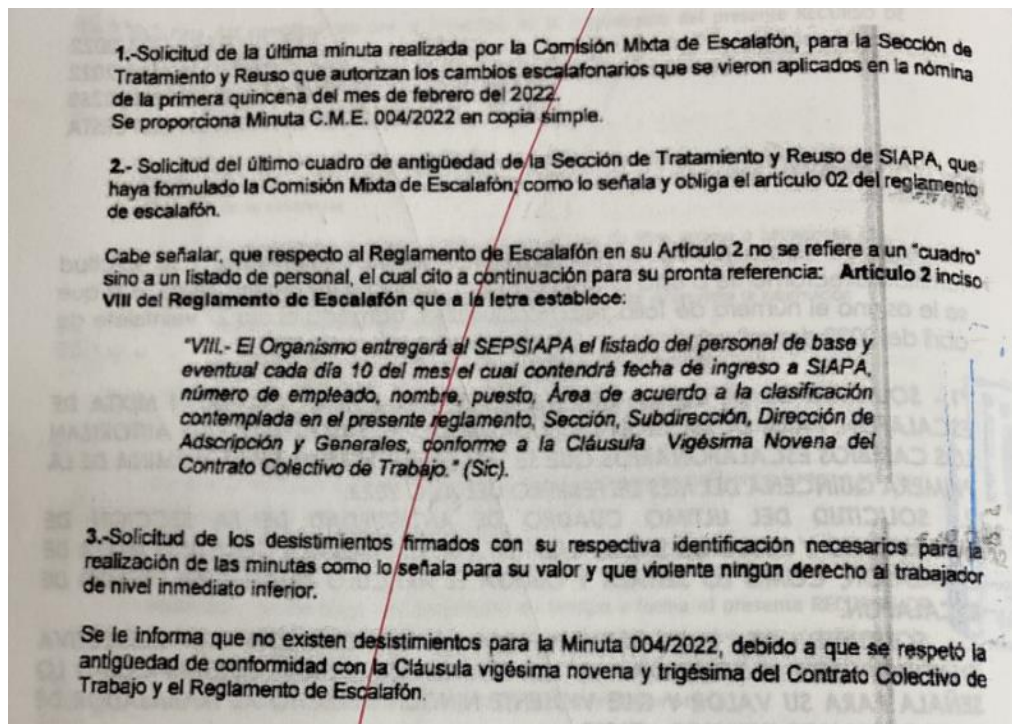 1.-Solicitud de la última minuta realizada por la Comisión Mixta de Escalafón, para la Sección de
Tratamiento y Reuso que autorizan los cambios escalafonarios que se vieron aplicados en la nómina
de la primera quincena del mes de febrero del 2022.
Se proporciona Minuta C.M.E. 004/2022 en copia simple.
2.- Solicitud del último cuadro de antigüedad de la Sección de Tratamiento y Reuso de SIAPA, que
haya formulado la Comisión Mixta de Escalafón, como lo señala y obliga el artículo 02 del reglamento
de escalafón.
Cabe señalar, que respecto al Reglamento de Escalafón en su Artículo 2 no se refiere a un "cuadro"
sino a un listado de personal, el cual cito a continuación para su pronta referencia: Artículo 2 inciso
VIII del Reglamento de Escalafón que a la letra establece:
"VIII.- El Organismo entregará al SEPSIAPA el listado del personal de base y
eventual cada día 10 del mes el cual contendrá fecha de ingreso a SIAPA,
número de empleado, nombre, puesto, Área de acuerdo a la clasificación
contemplada en el presente reglamento, Sección, Subdirección, Dirección de
Adscripción y Generales, conforme a la Cláusula Vigésima Novena del
Contrato Colectivo de Trabajo." (Sic).
3.-Solicitud de los desistimientos firmados con su respectiva identificación necesarios para la
realización de las minutas como lo señala para su valor y que violente ningún derecho al trabajador
de nivel inmediato inferior.
Se le informa que no existen desistimientos para la Minuta 004/2022, debido a que se respetó la
antigüedad de conformidad con la Cláusula vigésima novena y trigésima del Contrato Colectivo de
Trabajo y el Reglamento de Escalafón.